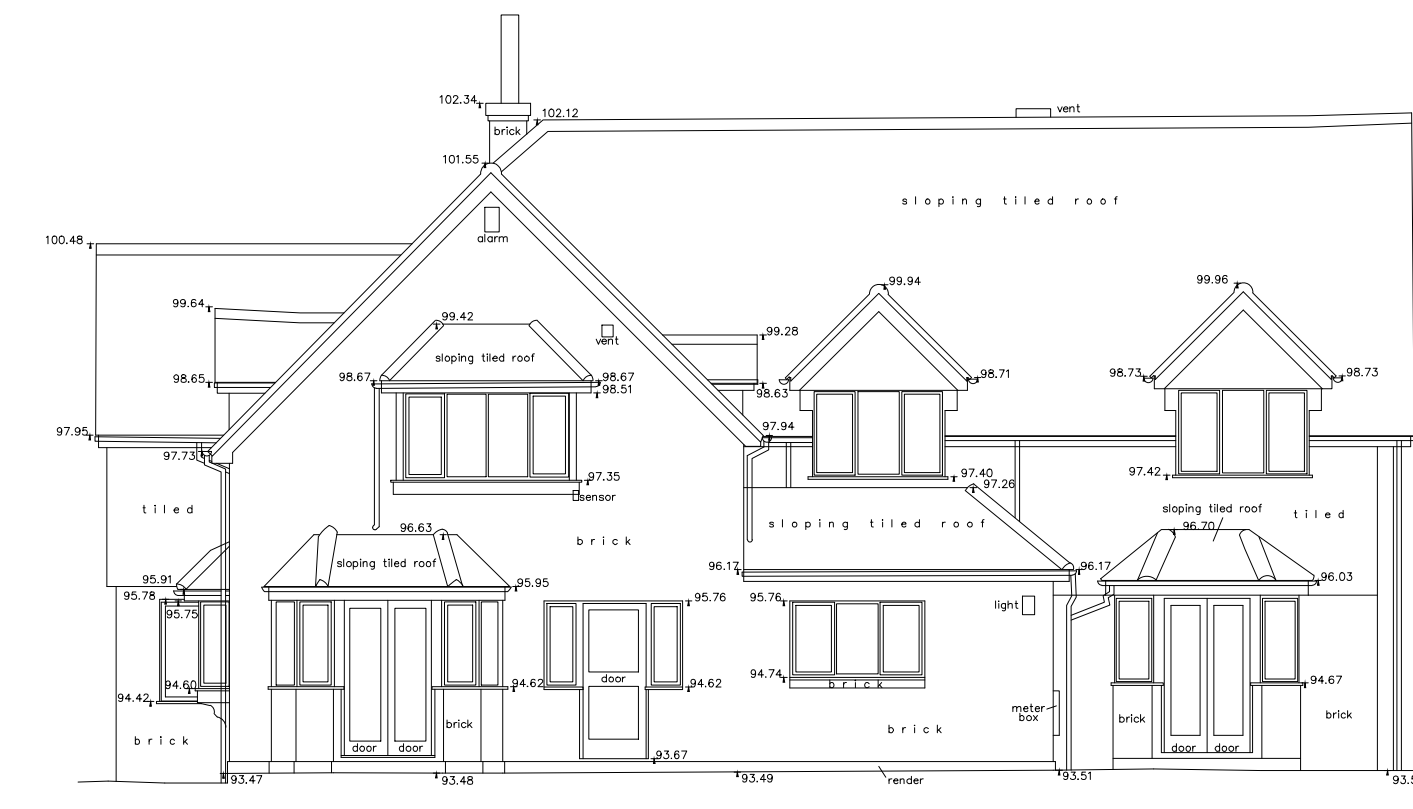 102.34
102.12
vent
brick
101.55
sloping tiled roof
alarm
100.48
99.94
99.96
99.64
99.42
vent
99.28
sloping tiled roof
98.65
98.67
98.67
98.51
98.63
98.71
98.73
98.73
97.95
97.94
97.73
97.35
97.40
97.26
97.42
sensor
tiled
sloping tiled roof
sloping tiled roof
tiled
96.63
96.70
brick
sloping tiled roof
96.17
96.17
95.91
95.95
96.03
95.78
95.75
95.76
95.76
light
94.60
94.62
door
94.62
94.74
brick
94.67
94.42
meter
box
brick
brick
brick
brick
brick
door
door
door
door
93.67
93.47
93.48
93.49
render
93.51